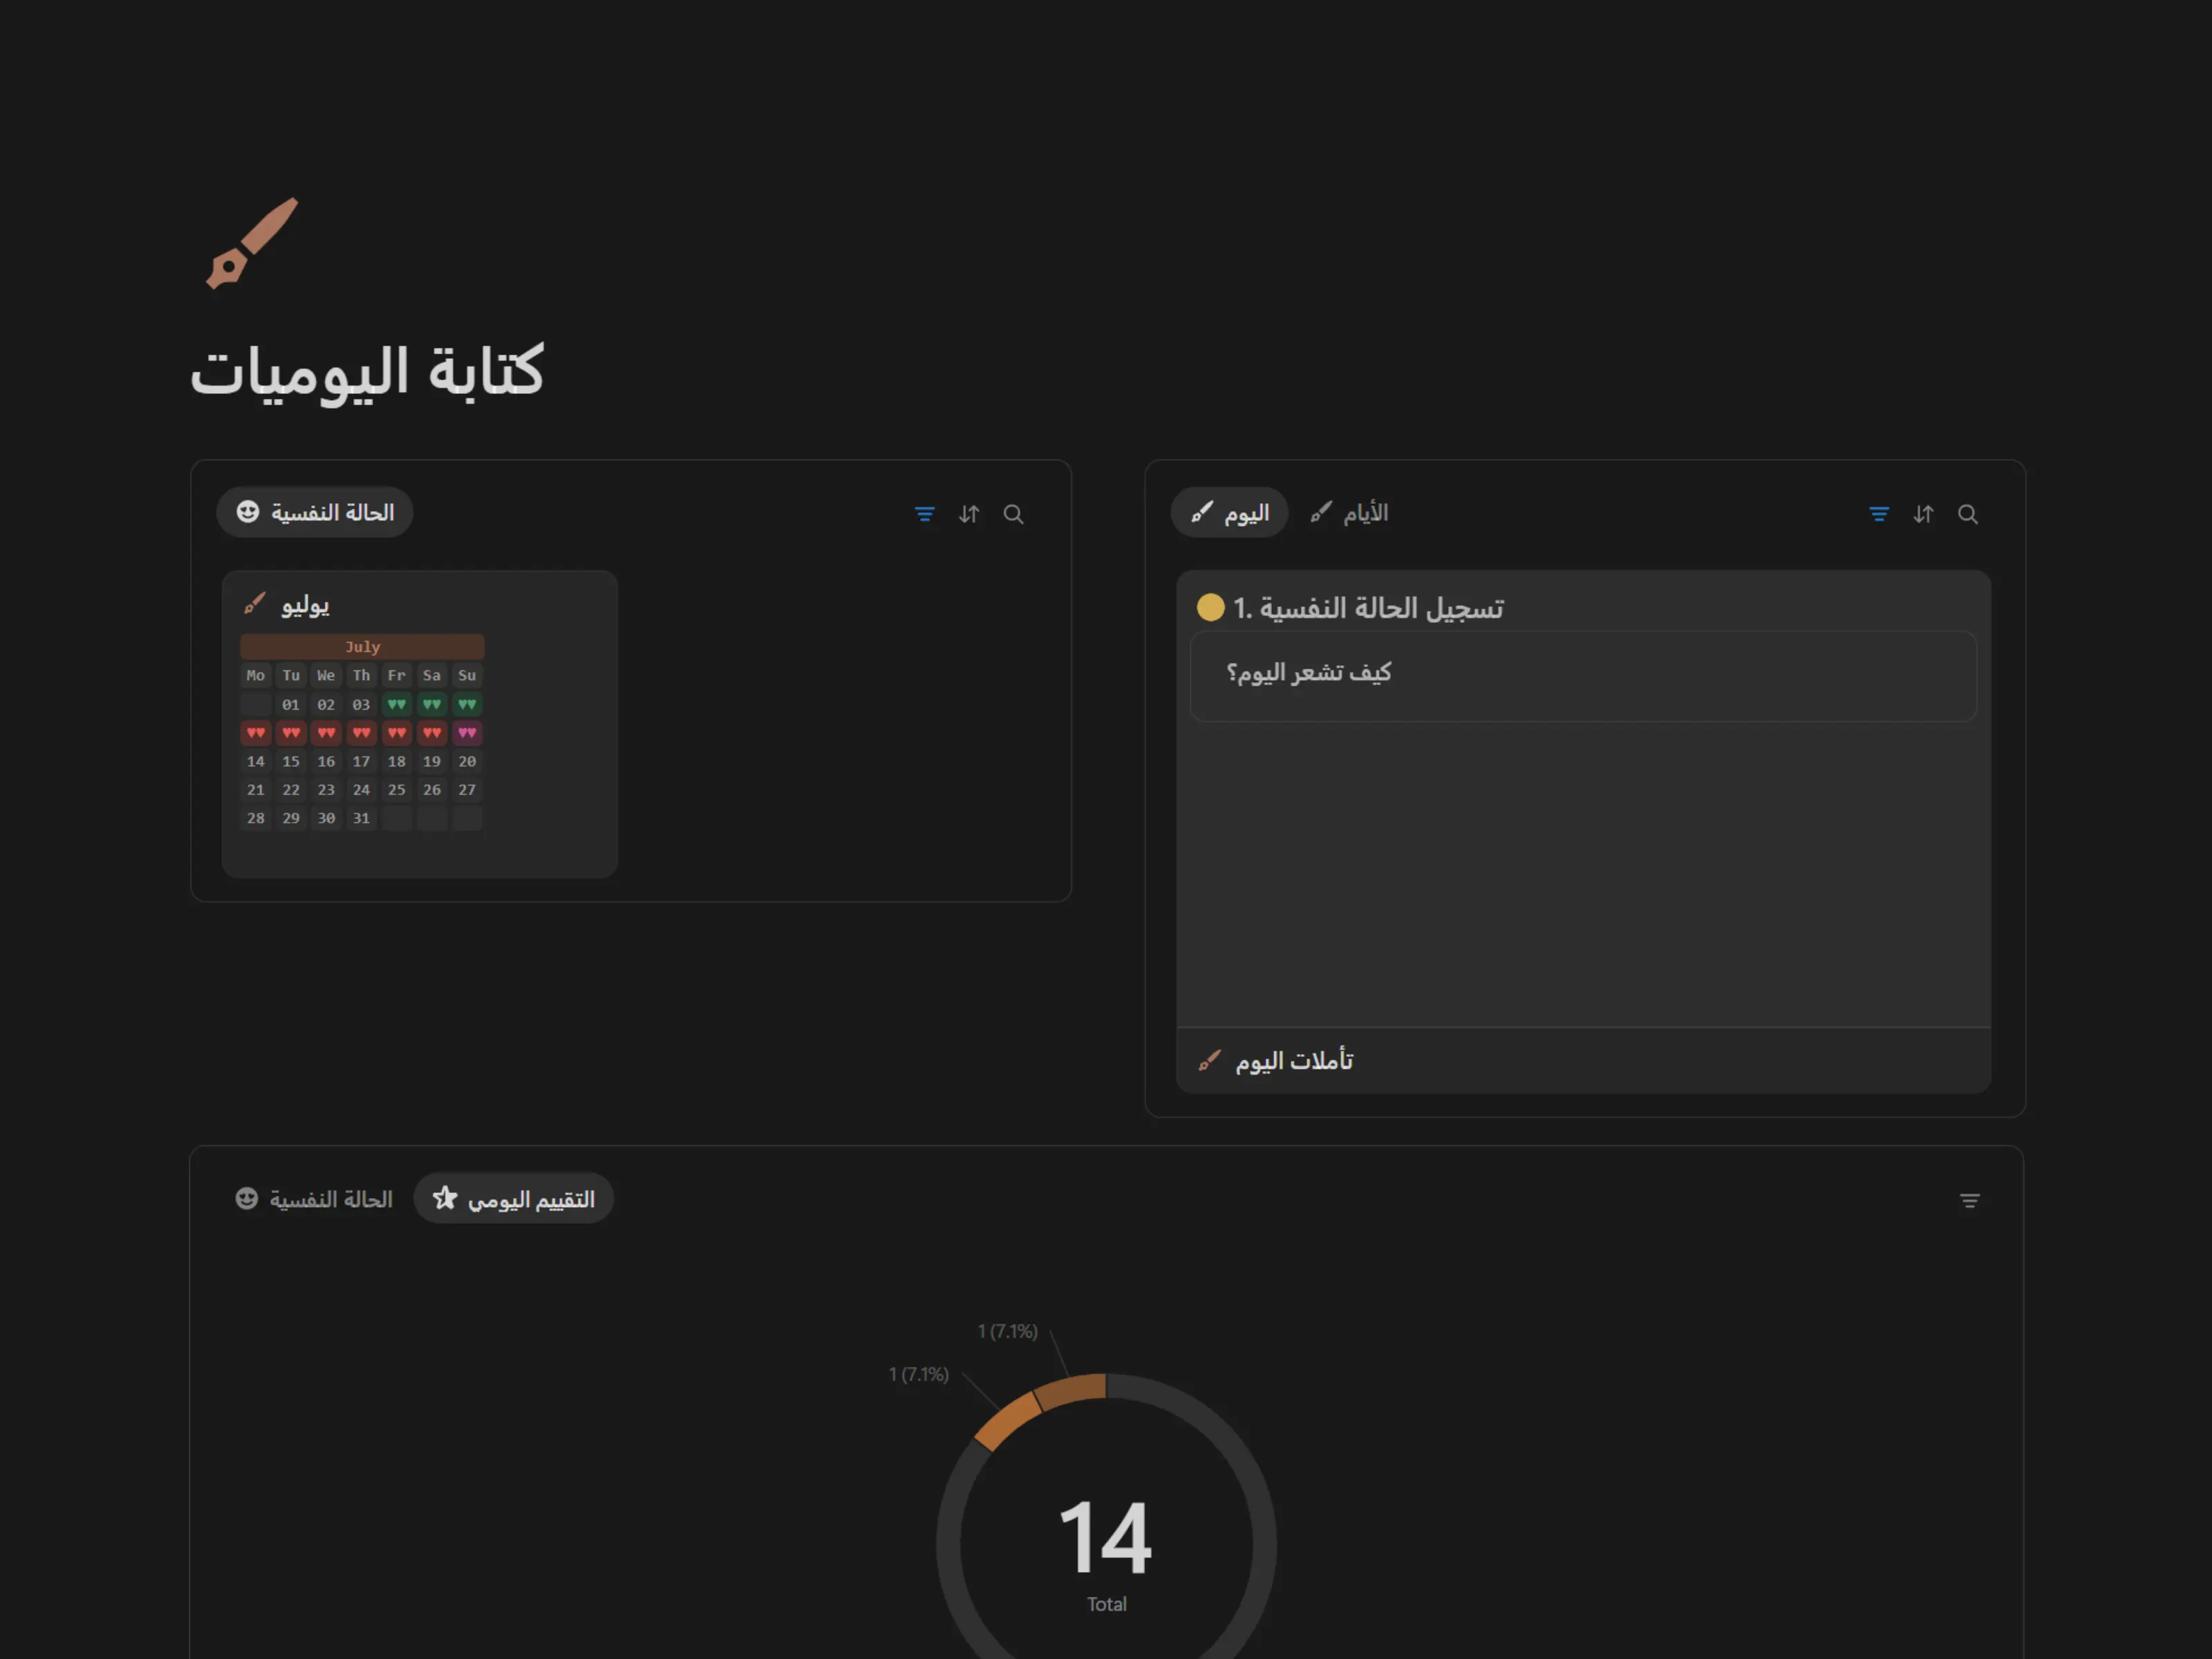 كتابة اليوميات
الحالة النفسية
يوليو
July
Mo Tu We Th Fr Sa Su
01 02 03 ♥♥ ♥♥ ♥♥
♥♥ ♥♥ ♥♥ ♥♥ ♥♥ ♥♥ ♥♥
14 15 16 17 18 19 20
21 22 23 24 25 26 27
28 29 30 31
اليوم الأيام
1. تسجيل الحالة النفسية
كيف تشعر اليوم؟
تأملات اليوم
الحالة النفسية التقييم اليومي
1 (7.1%)
1 (7.1%)
14
Total